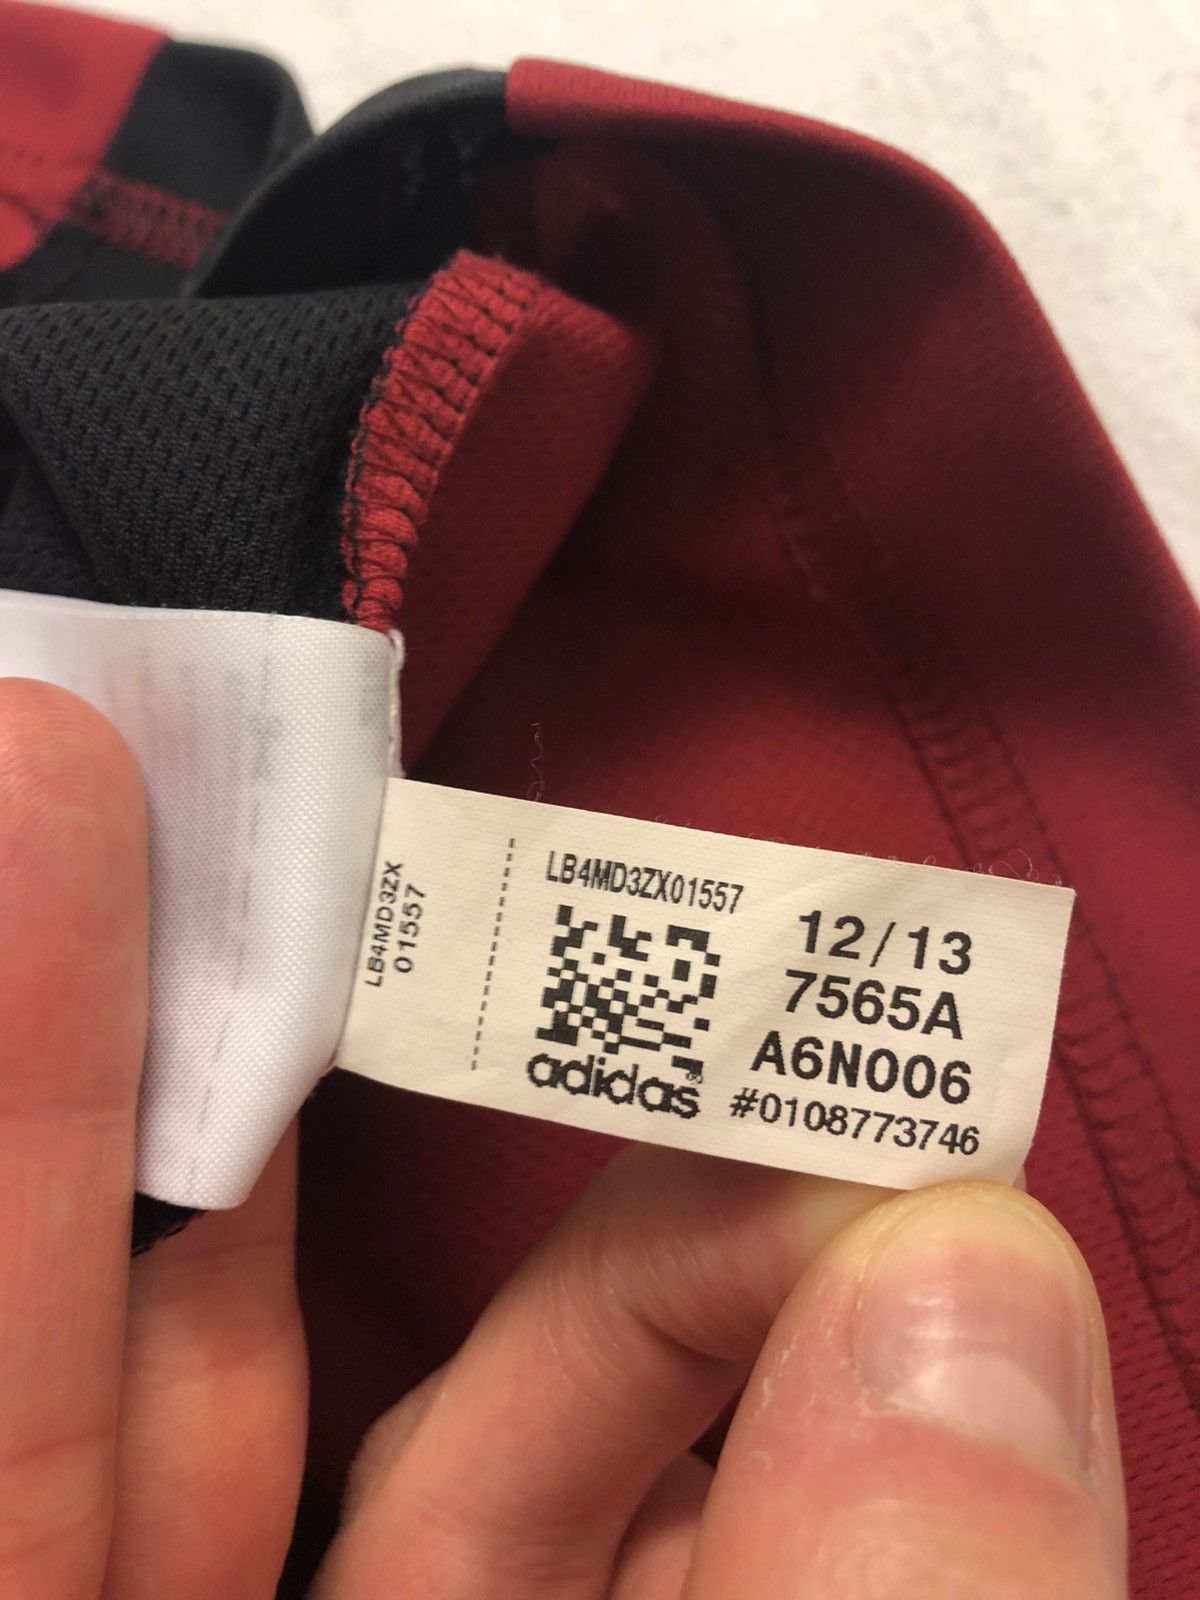 LB4MD3ZX
01557
LB4MD3ZX01557
12/13
7565A
A6N006
#0108773746
adidas®